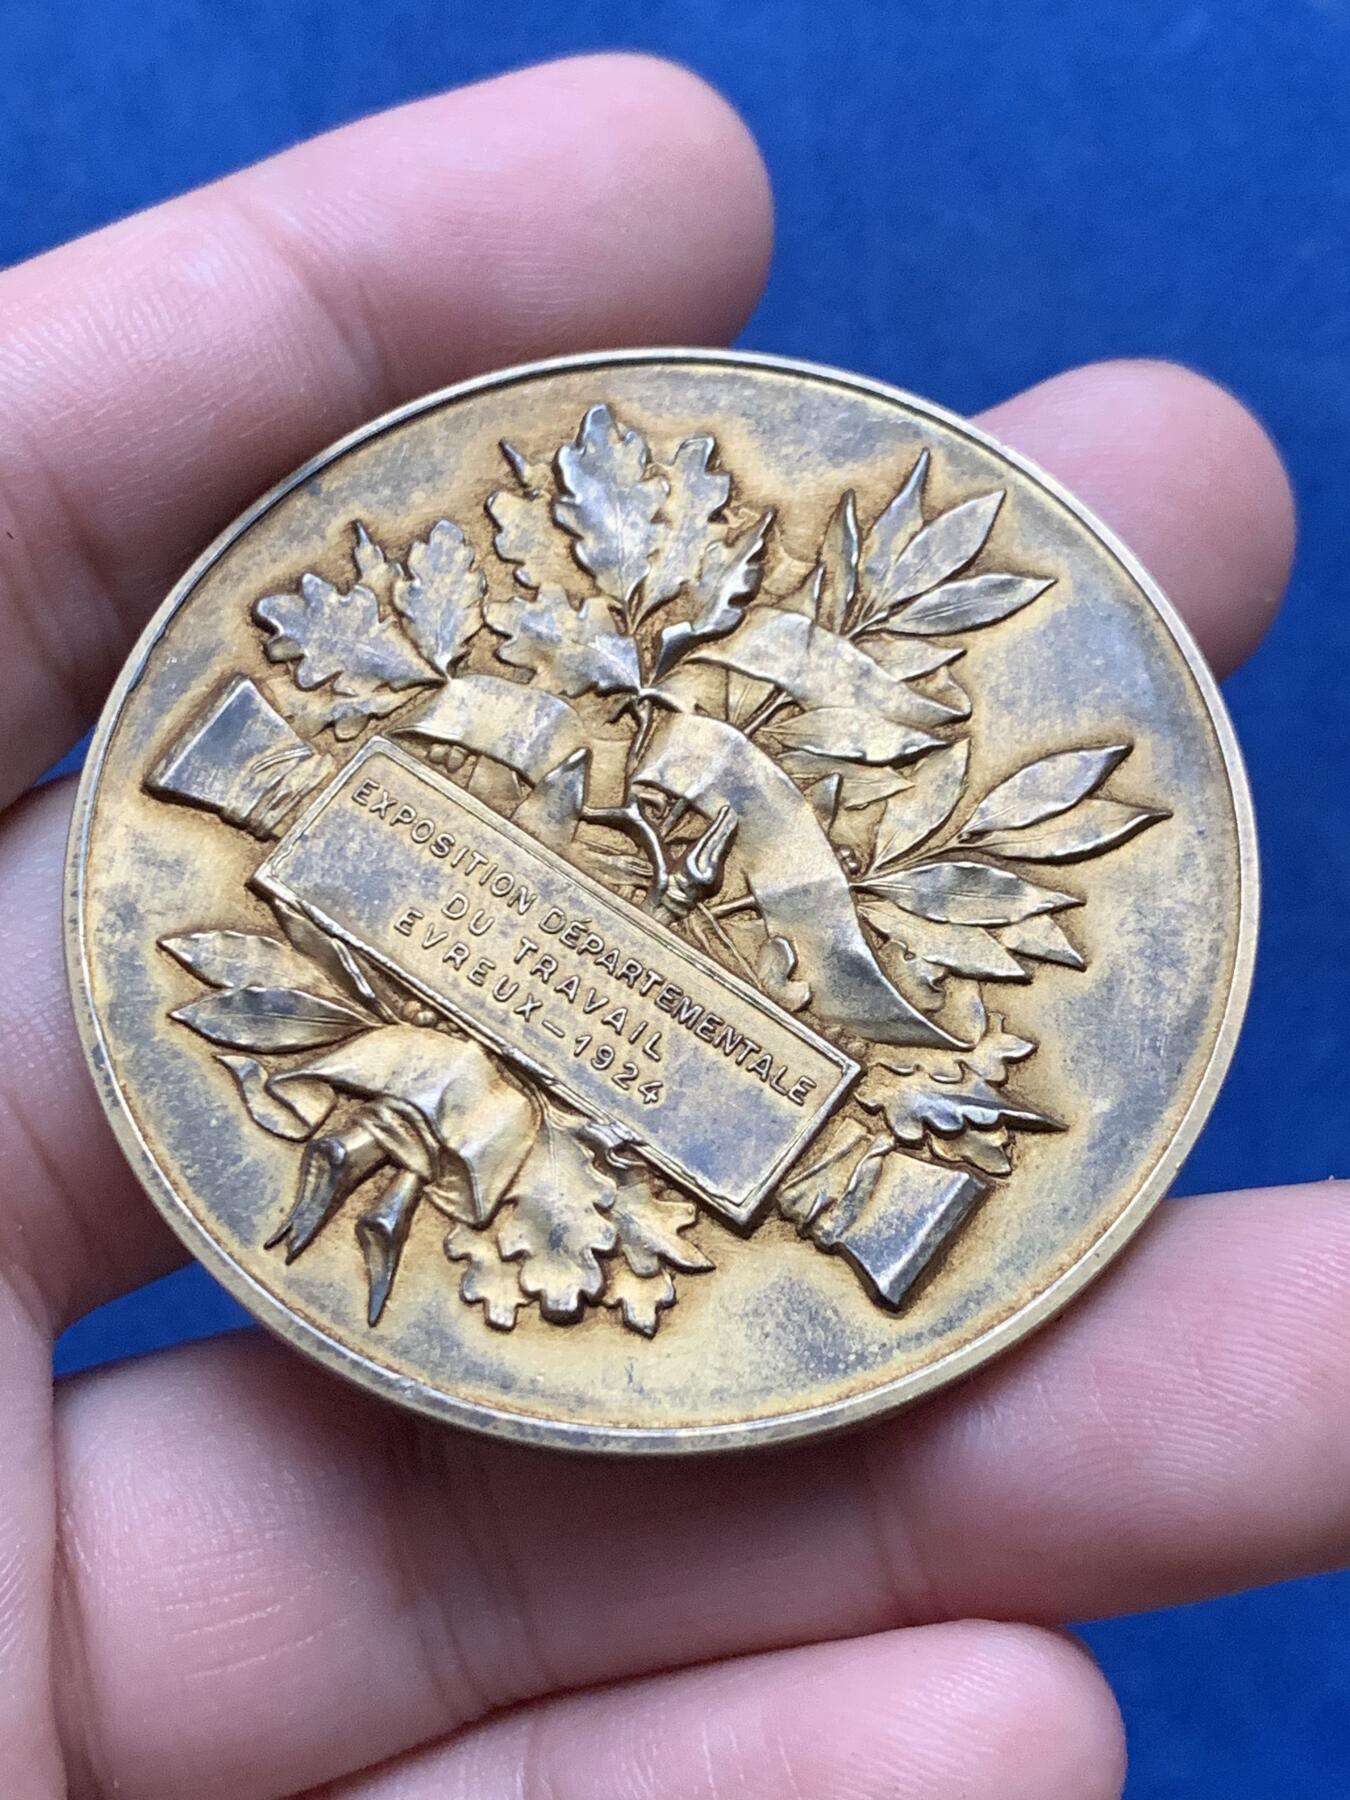 EXPOSITION DÉPARTEMENTALE
DU TRAVAIL
EVREUX–1924